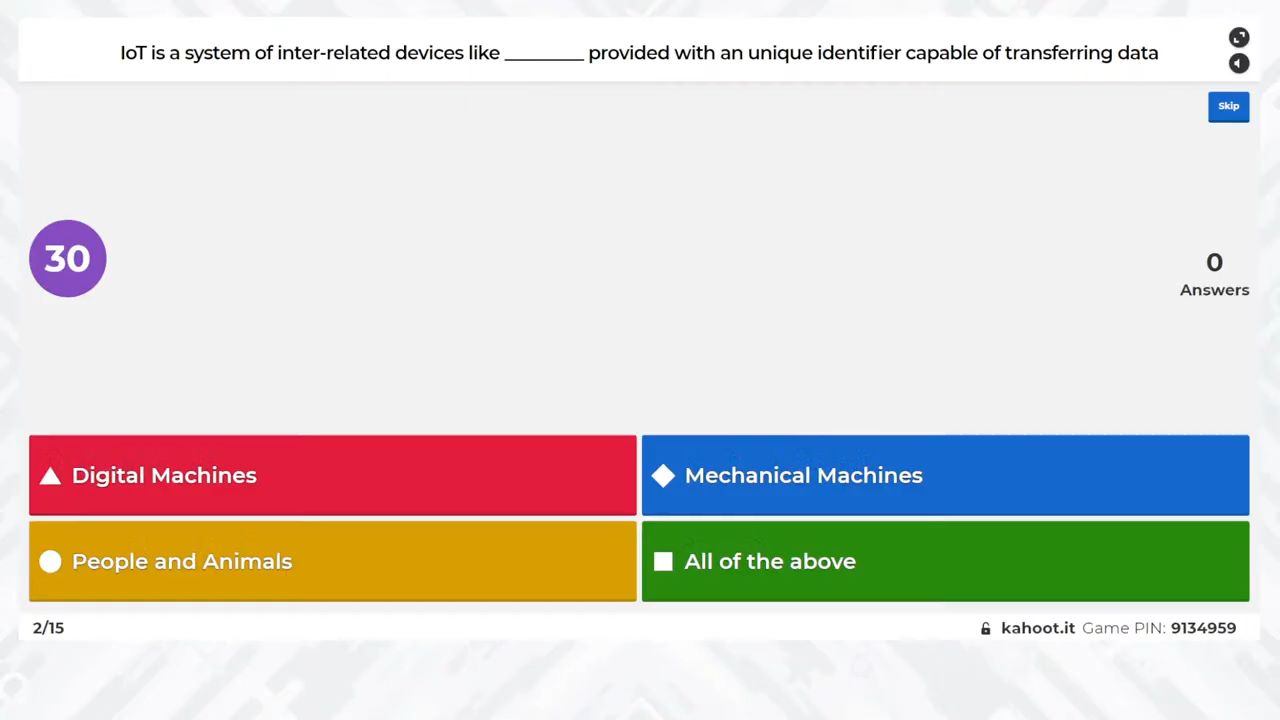 IoT is a system of inter-related devices like ________ provided with an unique identifier capable of transferring data
Skip
30
0
Answers
Digital Machines
Mechanical Machines
People and Animals
All of the above
2/15
kahoot.it Game PIN: 9134959